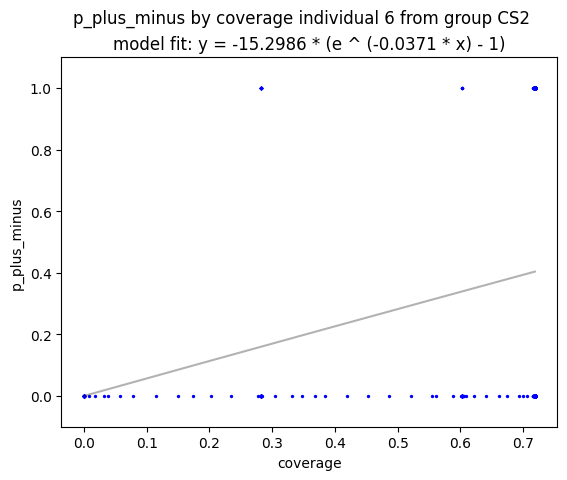 p_plus_minus by coverage individual 6 from group CS2
model fit: y = -15.2986 * (e ^ (-0.0371 * x) - 1)
1.0
0.8
0.6
0.4
0.2
0.0
p_plus_minus
0.0 0.1 0.2 0.3 0.4 0.5 0.6 0.7
coverage